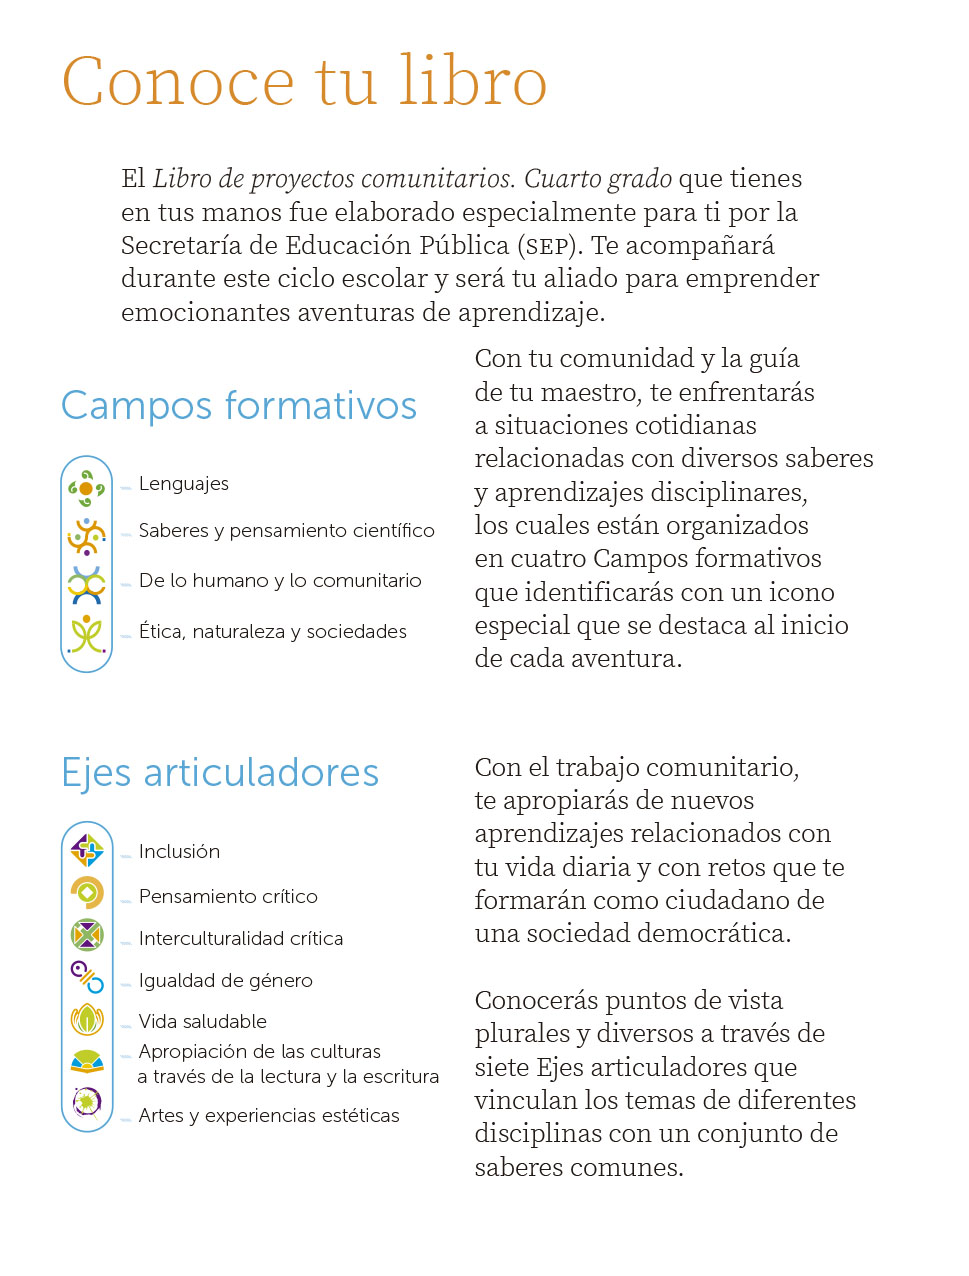 Conoce tu libro
El Libro de proyectos comunitarios. Cuarto grado que tienes
en tus manos fue elaborado especialmente para ti por la
Secretaría de Educación Pública (SEP). Te acompañará
durante este ciclo escolar y será tu aliado para emprender
emocionantes aventuras de aprendizaje.
Campos formativos
Lenguajes
Saberes y pensamiento científico
De lo humano y lo comunitario
Ética, naturaleza y sociedades
Con tu comunidad y la guía
de tu maestro, te enfrentarás
a situaciones cotidianas
relacionadas con diversos saberes
y aprendizajes disciplinares,
los cuales están organizados
en cuatro Campos formativos
que identificarás con un icono
especial que se destaca al inicio
de cada aventura.
Ejes articuladores
Inclusión
Pensamiento crítico
Interculturalidad crítica
Igualdad de género
Vida saludable
Apropiación de las culturas
a través de la lectura y la escritura
Artes y experiencias estéticas
Con el trabajo comunitario,
te apropiarás de nuevos
aprendizajes relacionados con
tu vida diaria y con retos que te
formarán como ciudadano de
una sociedad democrática.
Conocerás puntos de vista
plurales y diversos a través de
siete Ejes articuladores que
vinculan los temas de diferentes
disciplinas con un conjunto de
saberes comunes.